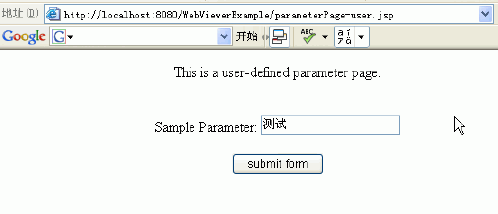 地址(D) http://localhost:8080/WebViewerExample/parameterPage-user.jsp
Google G 开始 ABC
This is a user-defined parameter page.
Sample Parameter: 测试
submit form